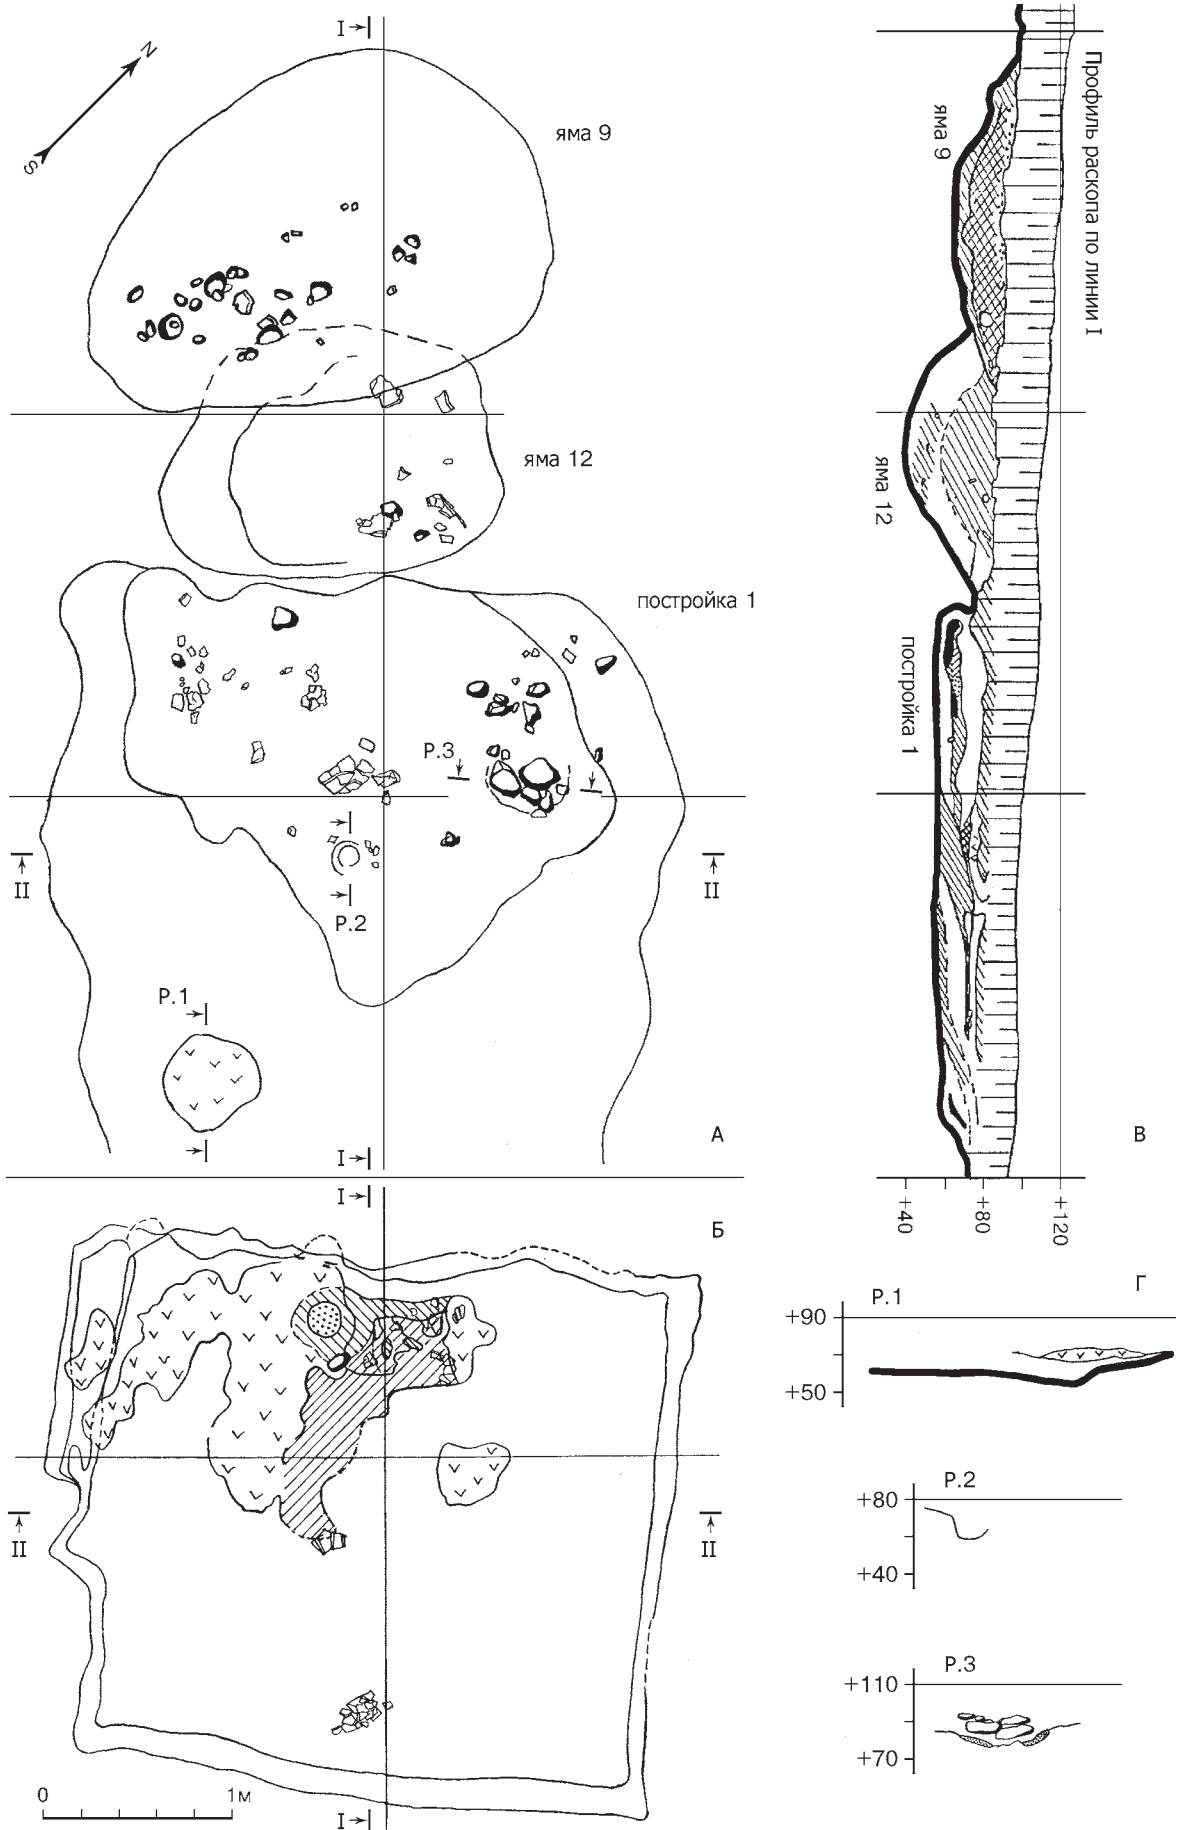 I
N
S
яма 9
яма 12
постройка 1
Р.3
II
II
Р.2
Р.1
I
А
Профиль раскопа по линии I
яма 9
яма 12
постройка 1
В
+40
+80
+120
I
Б
II
II
0
1м
I
Г
Р.1
+90
+50
Р.2
+80
+40
Р.3
+110
+70